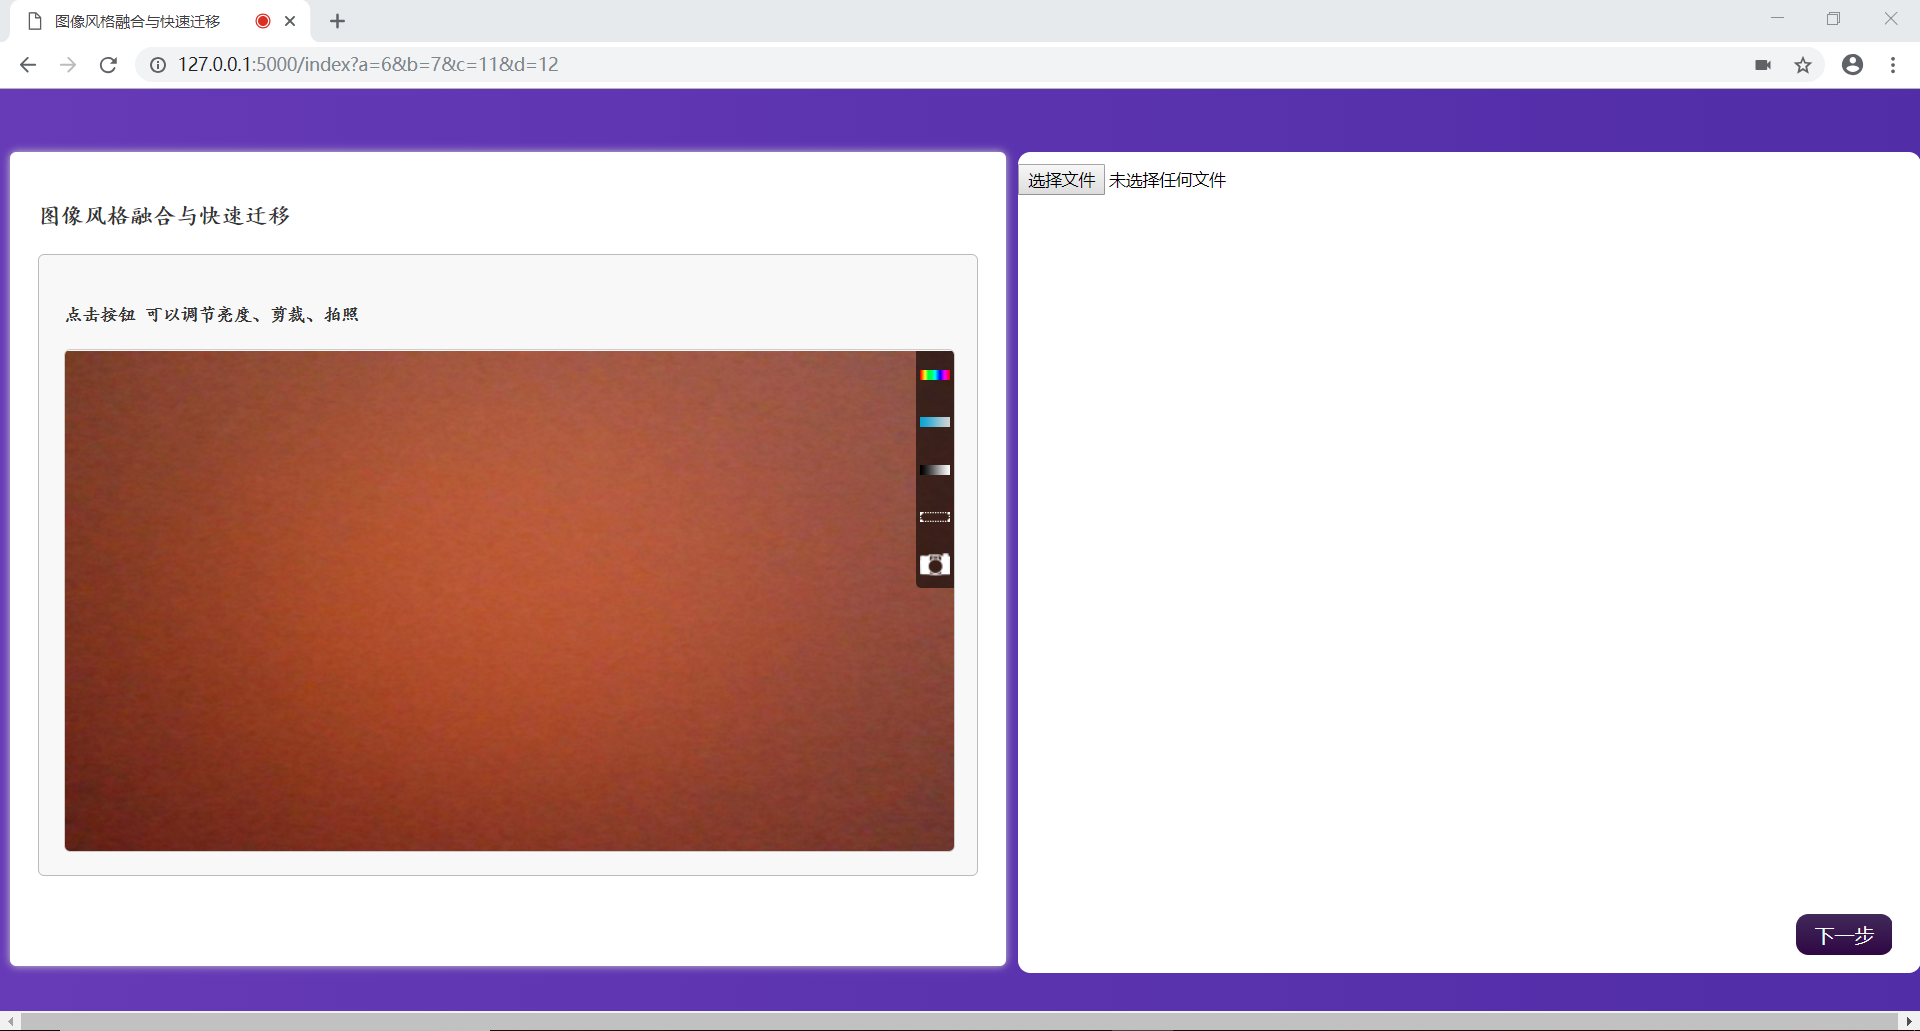 图像风格融合与快速迁移
127.0.0.1:5000/index?a=6&b=7&c=11&d=12
图像风格融合与快速迁移
点击按钮 可以调节亮度、剪裁、拍照
选择文件 未选择任何文件
下一步